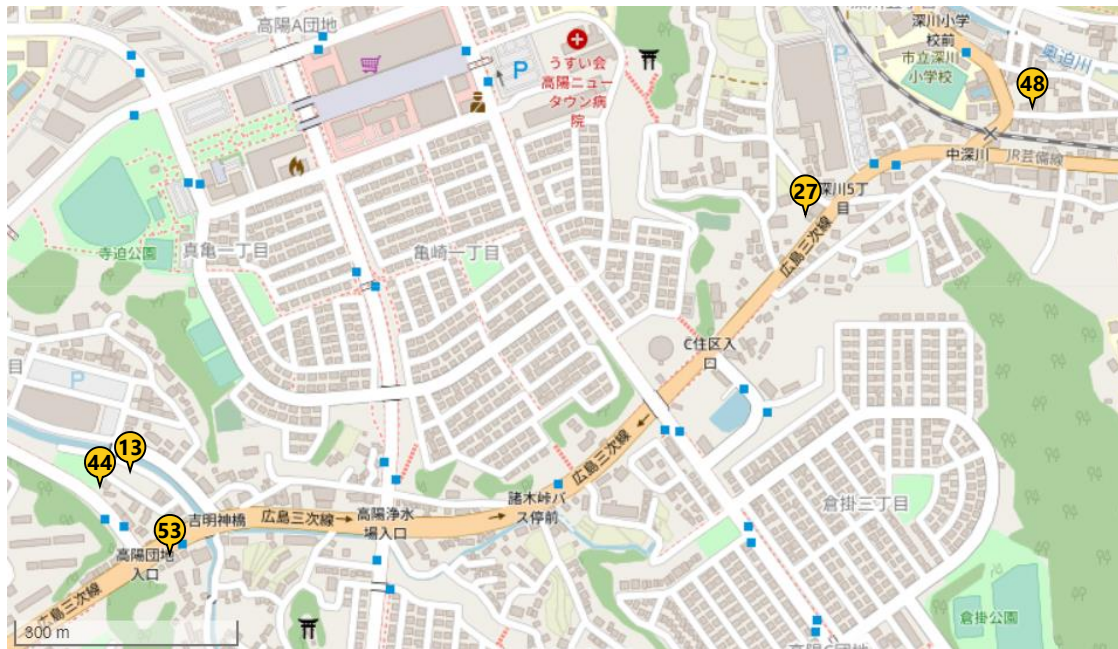 高陽A団地
うすい会
高陽ニュー
タウン病
院
P
P
深川小学
校前
市立深川
小学校
奥迫川
48
中深川
JR芸備線
27
深川5丁
目
広島三次線
寺迫公園
真亀一丁目
亀崎一丁目
C住区入
口
目
P
44
13
広島三次線
倉掛三丁目
吉明神橋
広島三次線
高陽浄水
場入口
諸木峠バ
ス停前
53
高陽団地
入口
広島三次線
倉掛公園
300 m